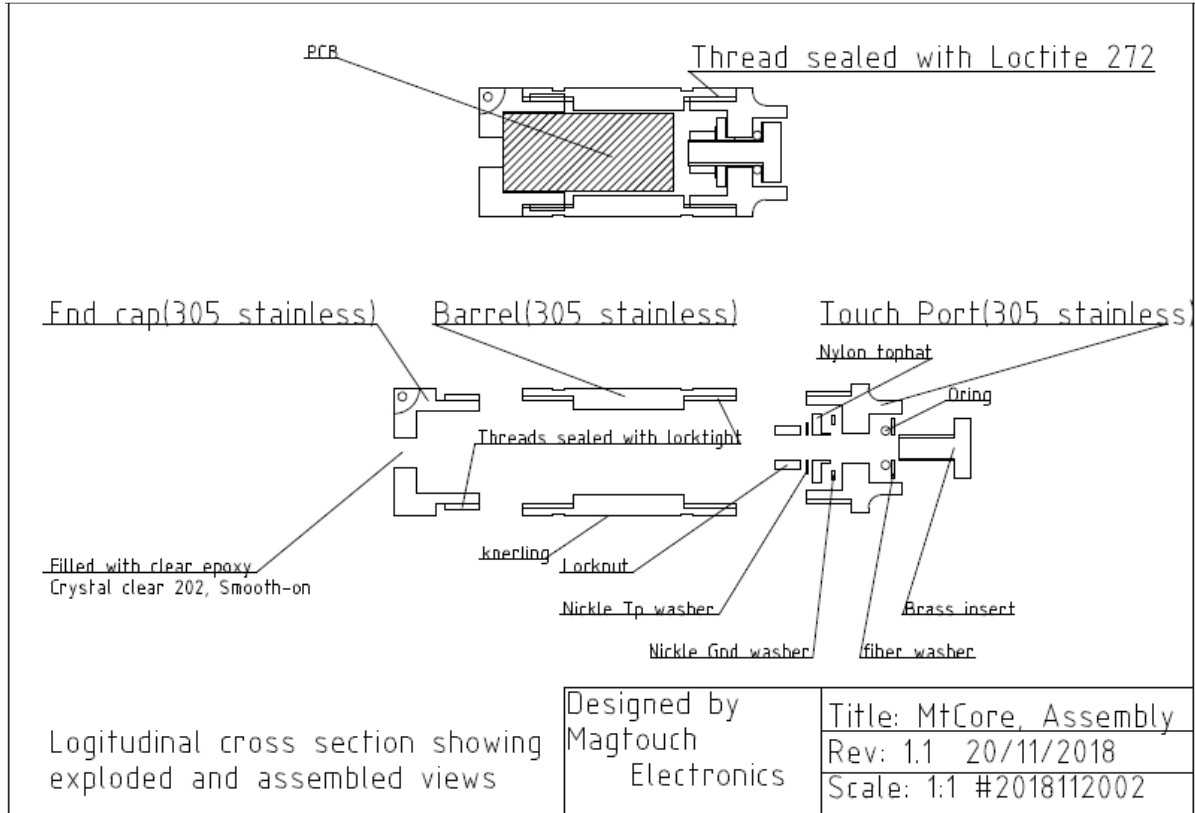 PCB
Thread sealed with Loctite 272
End cap(305 stainless)
Barrel(305 stainless)
Touch Port(305 stainless)
Nylon tophat
Oring
Threads sealed with locktight
knerling
Locknut
Filled with clear epoxy
Crystal clear 202, Smooth-on
Nickle Tp washer
Brass insert
Nickle Gnd washer
fiber washer
Logitudinal cross section showing
exploded and assembled views
Designed by
Magtouch
Electronics
Title: MtCore, Assembly
Rev: 1.1 20/11/2018
Scale: 1:1 #2018112002